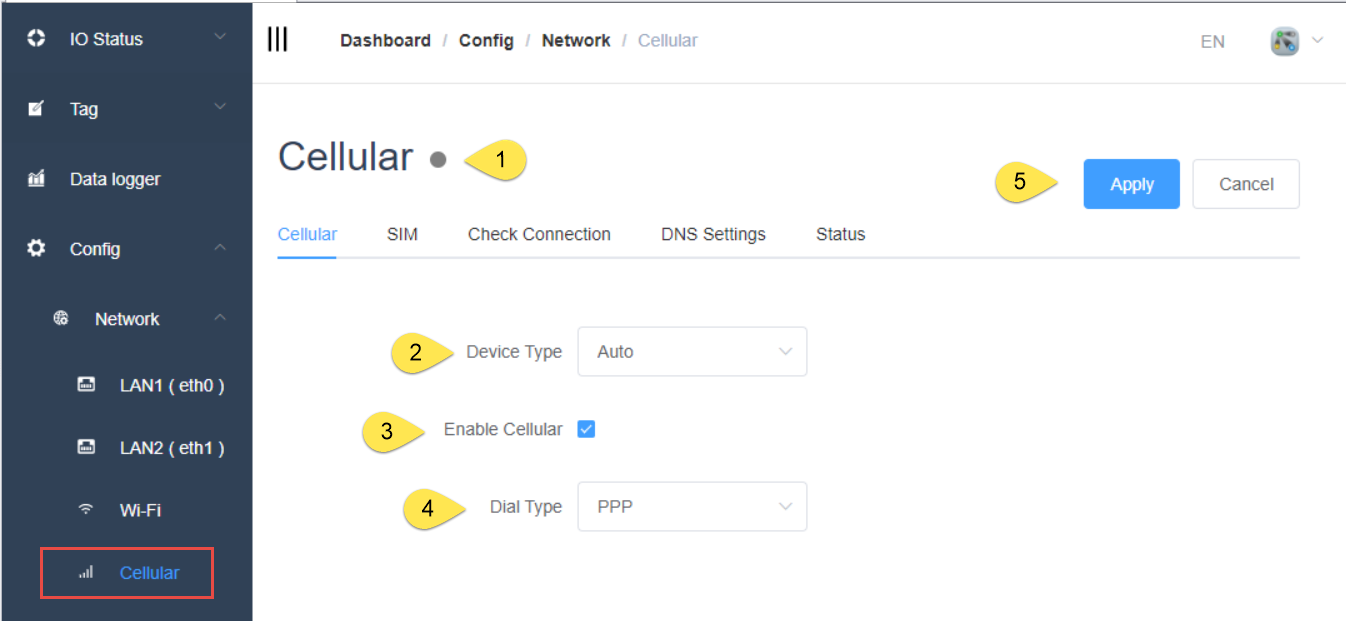 IO Status
Tag
Data logger
Config
Network
LAN1 ( eth0 )
LAN2 ( eth1 )
Wi-Fi
Cellular
Dashboard / Config / Network / Cellular
EN
Cellular
1
5
Apply
Cancel
Cellular
SIM
Check Connection
DNS Settings
Status
2
Device Type
Auto
3
Enable Cellular
4
Dial Type
PPP